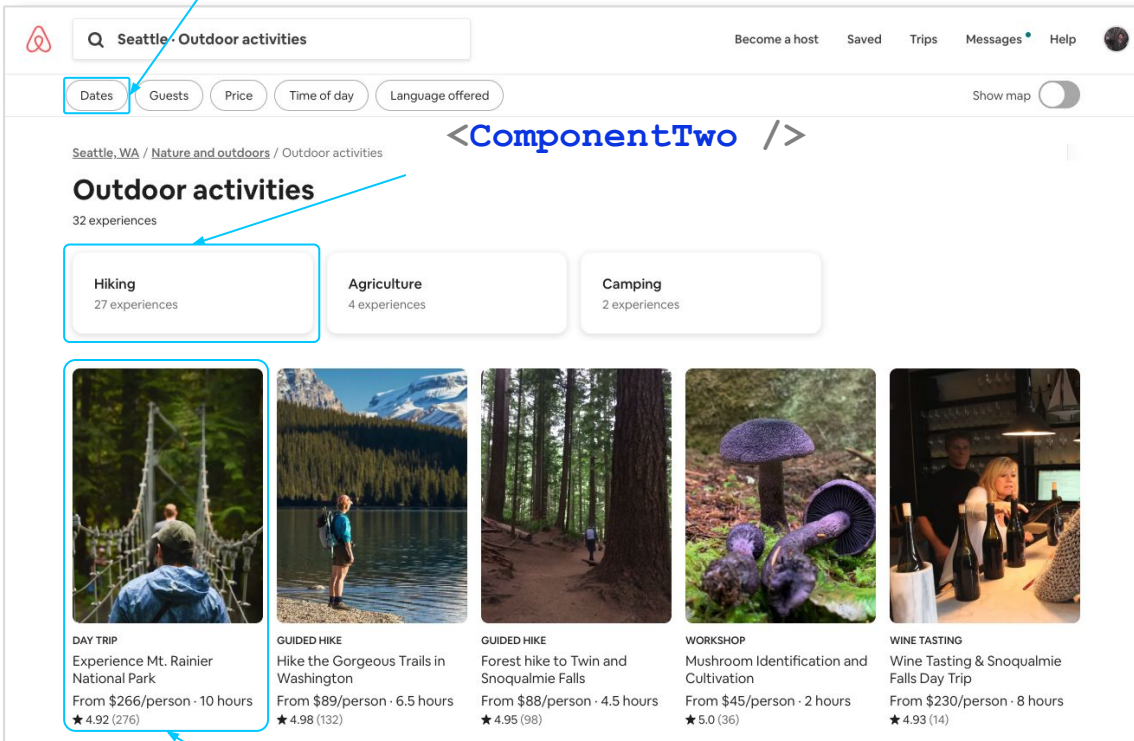 Seattle · Outdoor activities
Become a host Saved Trips Messages Help
Dates Guests Price Time of day Language offered
Show map
<ComponentTwo />
Seattle, WA / Nature and outdoors / Outdoor activities
Outdoor activities
32 experiences
Hiking
27 experiences
Agriculture
4 experiences
Camping
2 experiences
DAY TRIP
Experience Mt. Rainier
National Park
From $266/person · 10 hours
★ 4.92 (276)
GUIDED HIKE
Hike the Gorgeous Trails in
Washington
From $89/person · 6.5 hours
★ 4.98 (132)
GUIDED HIKE
Forest hike to Twin and
Snoqualmie Falls
From $88/person · 4.5 hours
★ 4.95 (98)
WORKSHOP
Mushroom Identification and
Cultivation
From $45/person · 2 hours
★ 5.0 (36)
WINE TASTING
Wine Tasting & Snoqualmie
Falls Day Trip
From $230/person · 8 hours
★ 4.93 (14)